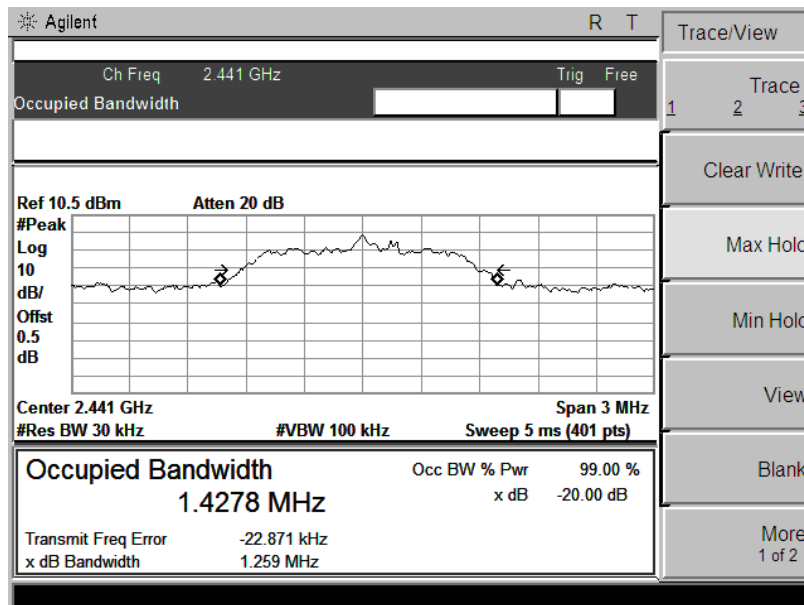 Agilent R T
Trace/View
Ch Freq 2.441 GHz Trig Free
Occupied Bandwidth
Trace
1 2 3
Clear Write
Ref 10.5 dBm Atten 20 dB
#Peak
Log
10
dB/
Offst
0.5
dB
Max Hold
Min Hold
View
Center 2.441 GHz Span 3 MHz
#Res BW 30 kHz #VBW 100 kHz Sweep 5 ms (401 pts)
Occupied Bandwidth
1.4278 MHz
Occ BW % Pwr 99.00 %
x dB -20.00 dB
Transmit Freq Error -22.871 kHz
x dB Bandwidth 1.259 MHz
Blank
More
1 of 2